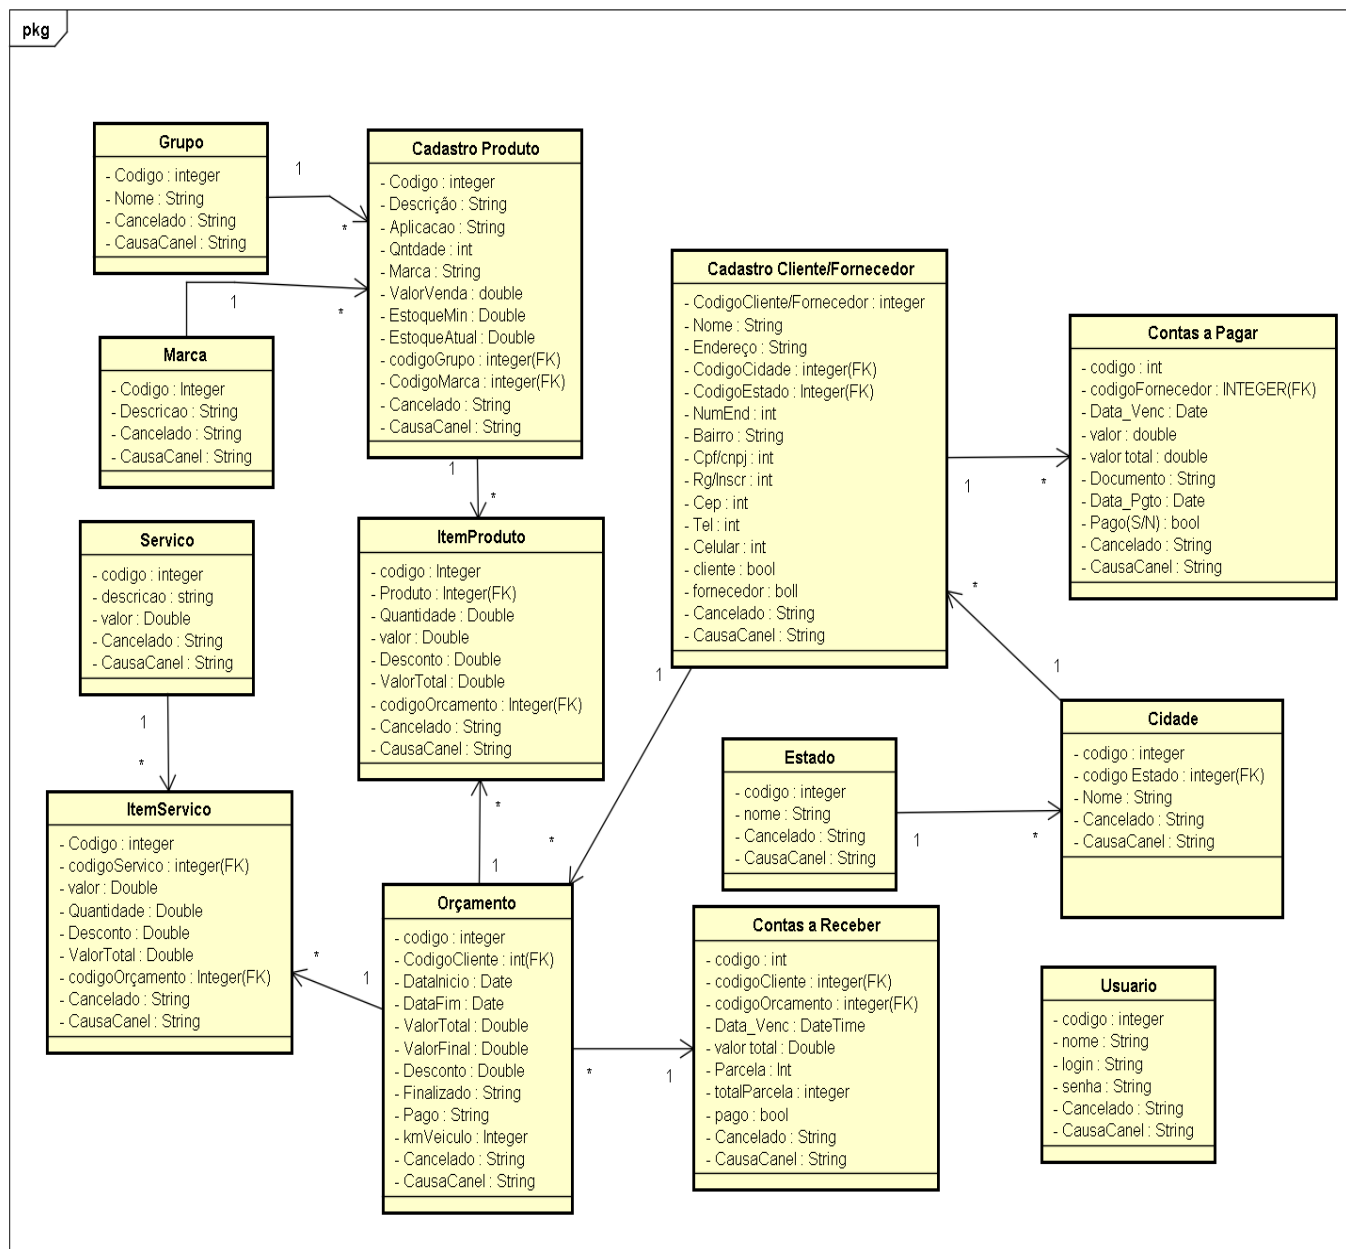 pkg
Grupo
- Codigo : integer
- Nome : String
- Cancelado : String
- CausaCanel : String
1
*
Cadastro Produto
- Codigo : integer
- Descrição : String
- Aplicacao : String
- Qntdade : int
- Marca : String
- ValorVenda : double
- EstoqueMin : Double
- EstoqueAtual : Double
- codigoGrupo : integer(FK)
- CodigoMarca : integer(FK)
- Cancelado : String
- CausaCanel : String
1
*
Marca
- Codigo : Integer
- Descricao : String
- Cancelado : String
- CausaCanel : String
1
*
Cadastro Cliente/Fornecedor
- CodigoCliente/Fornecedor : integer
- Nome : String
- Endereço : String
- CodigoCidade : integer(FK)
- CodigoEstado : Integer(FK)
- NumEnd : int
- Bairro : String
- Cpf/cnpj : int
- Rg/Inscr : int
- Cep : int
- Tel : int
- Celular : int
- cliente : bool
- fornecedor : boll
- Cancelado : String
- CausaCanel : String
1
*
Contas a Pagar
- codigo : int
- codigoFornecedor : INTEGER(FK)
- Data_Venc : Date
- valor : double
- valor total : double
- Documento : String
- Data_Pgto : Date
- Pago(S/N) : bool
- Cancelado : String
- CausaCanel : String
Servico
- codigo : integer
- descricao : string
- valor : Double
- Cancelado : String
- CausaCanel : String
1
*
ItemProduto
- codigo : Integer
- Produto : Integer(FK)
- Quantidade : Double
- valor : Double
- Desconto : Double
- ValorTotal : Double
- codigoOrcamento : Integer(FK)
- Cancelado : String
- CausaCanel : String
*
1
1
*
*
1
Cidade
- codigo : integer
- codigo Estado : integer(FK)
- Nome : String
- Cancelado : String
- CausaCanel : String
Estado
- codigo : integer
- nome : String
- Cancelado : String
- CausaCanel : String
1
*
ItemServico
- Codigo : integer
- codigoServico : integer(FK)
- valor : Double
- Quantidade : Double
- Desconto : Double
- ValorTotal : Double
- codigoOrçamento : Integer(FK)
- Cancelado : String
- CausaCanel : String
*
1
Orçamento
- codigo : integer
- CodigoCliente : int(FK)
- DataInicio : Date
- DataFim : Date
- ValorTotal : Double
- ValorFinal : Double
- Desconto : Double
- Finalizado : String
- Pago : String
- kmVeiculo : Integer
- Cancelado : String
- CausaCanel : String
*
1
Contas a Receber
- codigo : int
- codigoCliente : integer(FK)
- codigoOrcamento : integer(FK)
- Data_Venc : DateTime
- valor total : Double
- Parcela : Int
- totalParcela : integer
- pago : bool
- Cancelado : String
- CausaCanel : String
Usuario
- codigo : integer
- nome : String
- login : String
- senha : String
- Cancelado : String
- CausaCanel : String